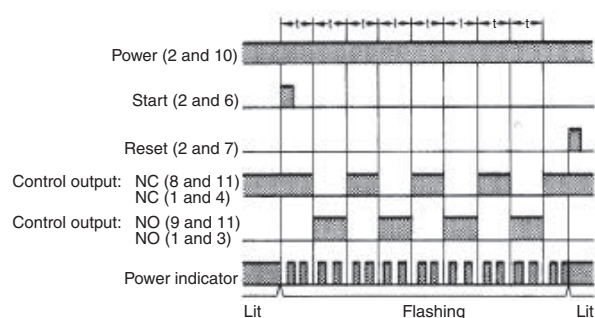 t t t t t t t t
Power (2 and 10)
Start (2 and 6)
Reset (2 and 7)
Control output: NC (8 and 11)
NC (1 and 4)
Control output: NO (9 and 11)
NO (1 and 3)
Power indicator
Lit Flashing Lit